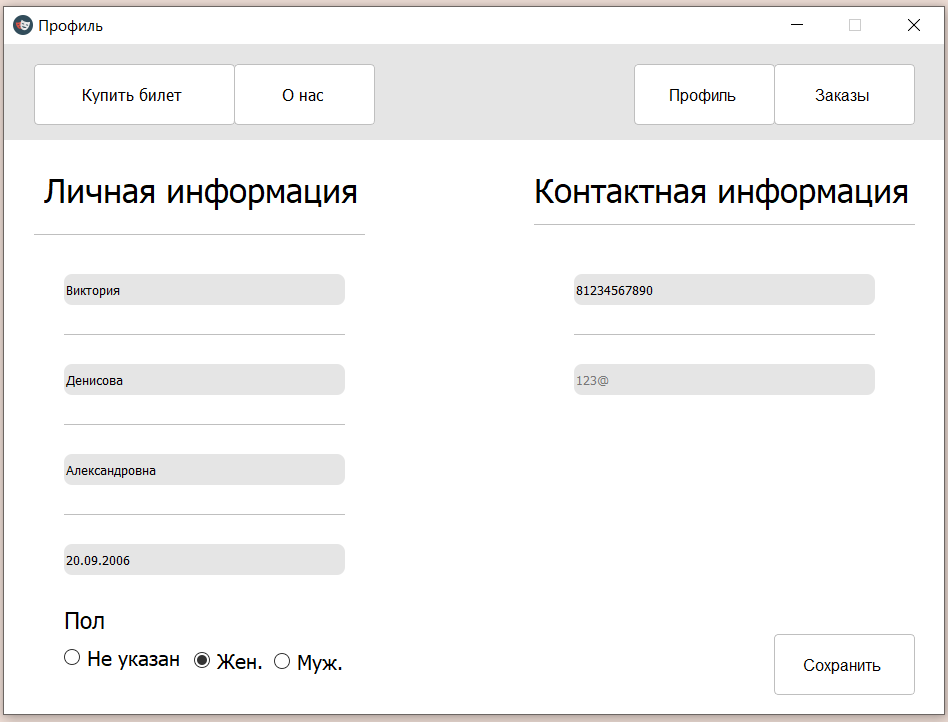 Профиль
Купить билет
О нас
Профиль
Заказы
Личная информация
Контактная информация
Виктория
81234567890
Денисова
123@
Александровна
20.09.2006
Пол
Не указан
Жен.
Муж.
Сохранить